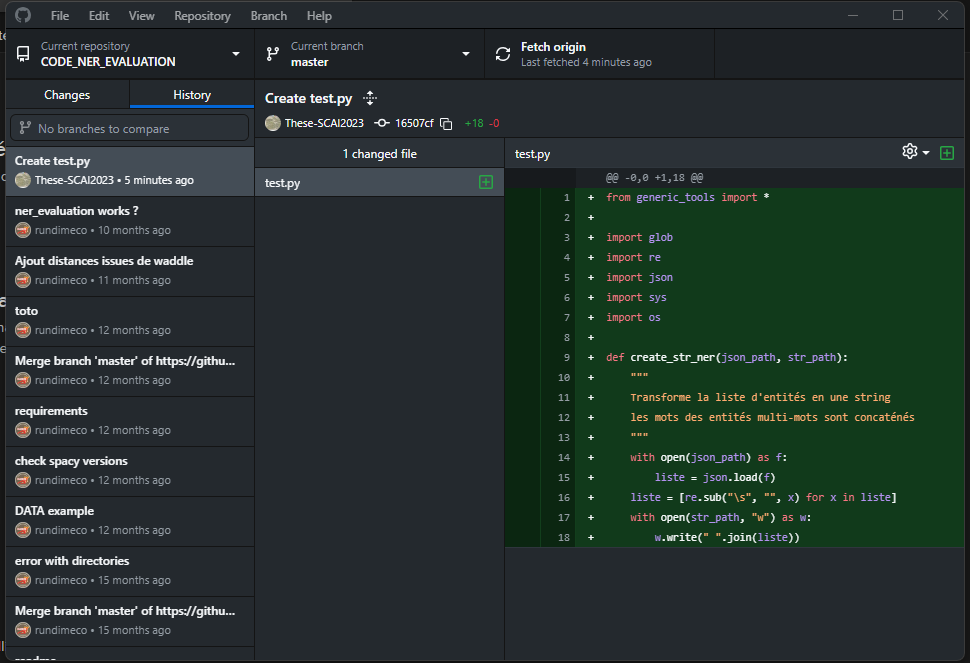 File Edit View Repository Branch Help
Current repository
CODE_NER_EVALUATION
Current branch
master
Fetch origin
Last fetched 4 minutes ago
Changes
History
No branches to compare
Create test.py
These-SCAI2023 • 5 minutes ago
ner_evaluation works ?
rundimeco • 10 months ago
Ajout distances issues de waddle
rundimeco • 11 months ago
toto
rundimeco • 12 months ago
Merge branch 'master' of https://githu...
rundimeco • 12 months ago
requirements
rundimeco • 12 months ago
check spacy versions
rundimeco • 12 months ago
DATA example
rundimeco • 12 months ago
error with directories
rundimeco • 15 months ago
Merge branch 'master' of https://githu...
rundimeco • 15 months ago
Create test.py
These-SCAI2023 16507cf +18 -0
1 changed file
test.py
test.py
@@ -0,0 +1,18 @@
1 + from generic_tools import *
2 +
3 + import glob
4 + import re
5 + import json
6 + import sys
7 + import os
8 +
9 + def create_str_ner(json_path, str_path):
10 + """
11 + Transforme la liste d'entités en une string
12 + les mots des entités multi-mots sont concaténés
13 + """
14 + with open(json_path) as f:
15 + liste = json.load(f)
16 + liste = [re.sub("\s", "", x) for x in liste]
17 + with open(str_path, "w") as w:
18 + w.write(" ".join(liste))